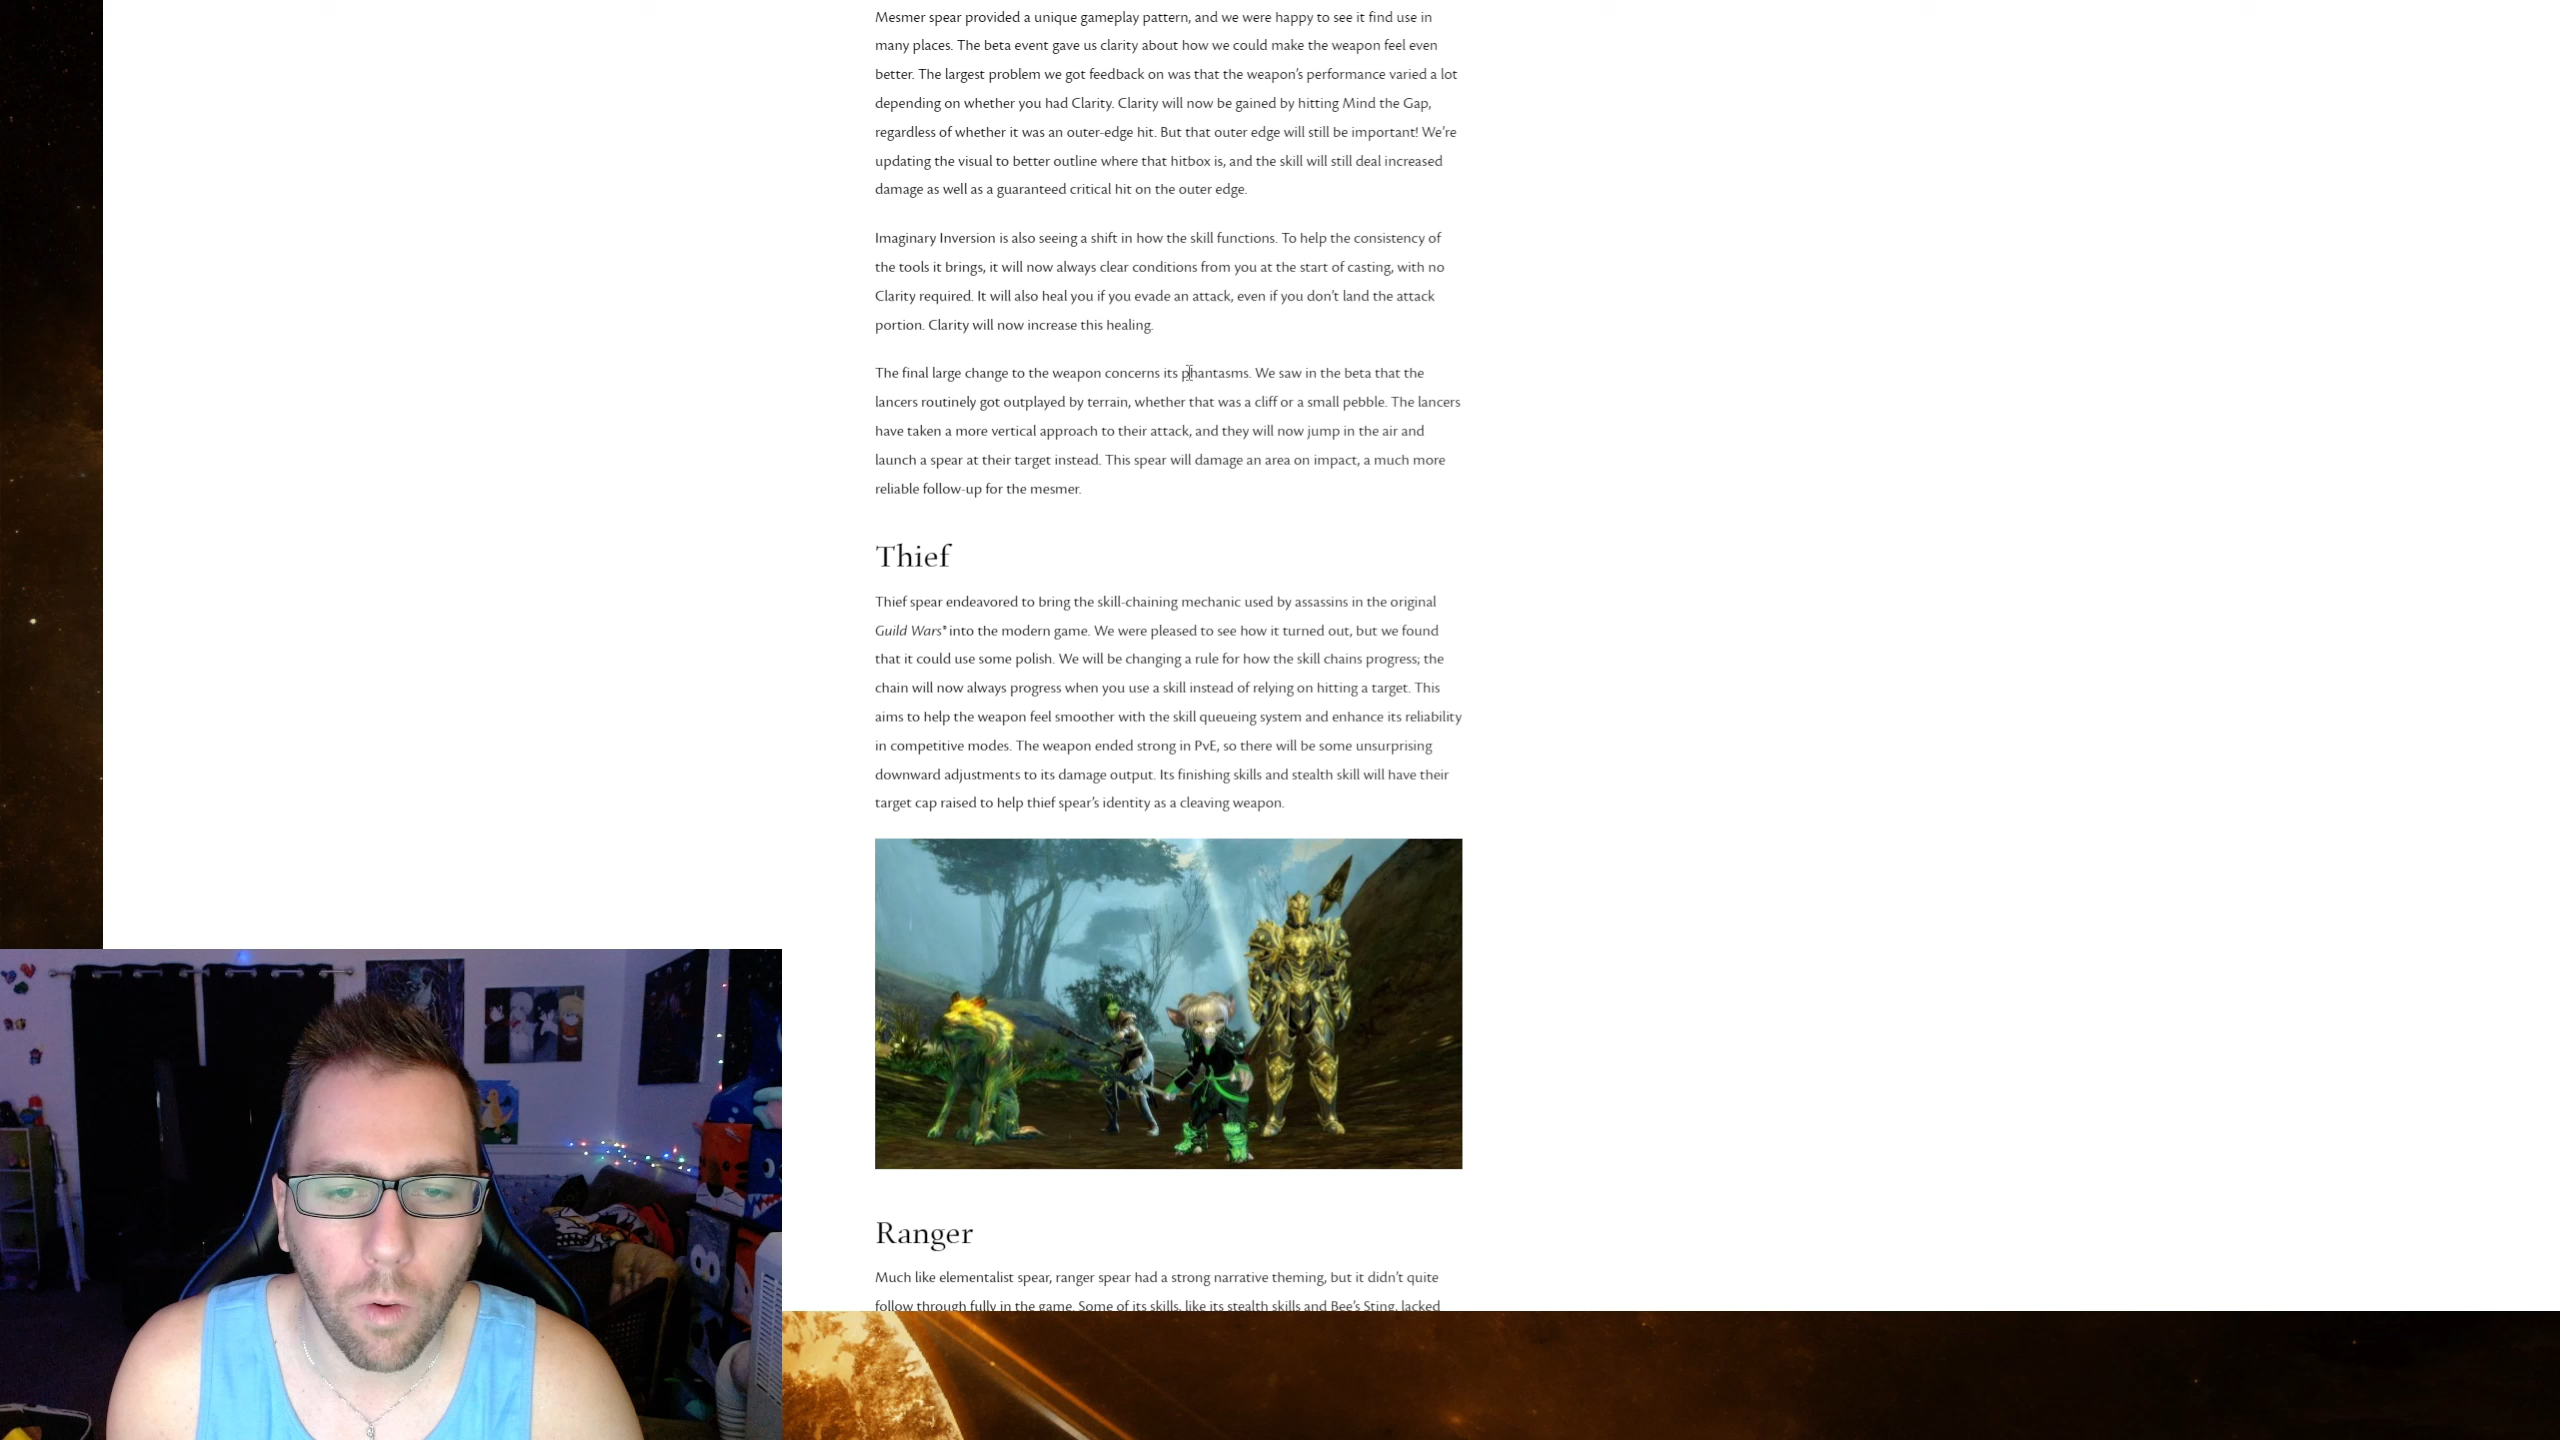 Mesmer spear provided a unique gameplay pattern, and we were happy to see it find use in
many places. The beta event gave us clarity about how we could make the weapon feel even
better. The largest problem we got feedback on was that the weapon's performance varied a lot
depending on whether you had Clarity. Clarity will now be gained by hitting Mind the Gap,
regardless of whether it was an outer-edge hit. But that outer edge will still be important! We're
updating the visual to better outline where that hitbox is, and the skill will still deal increased
damage as well as a guaranteed critical hit on the outer edge.
Imaginary Inversion is also seeing a shift in how the skill functions. To help the consistency of
the tools it brings, it will now always clear conditions from you at the start of casting, with no
Clarity required. It will also heal you if you evade an attack, even if you don't land the attack
portion. Clarity will now increase this healing.
The final large change to the weapon concerns its phantasms. We saw in the beta that the
lancers routinely got outplayed by terrain, whether that was a cliff or a small pebble. The lancers
have taken a more vertical approach to their attack, and they will now jump in the air and
launch a spear at their target instead. This spear will damage an area on impact, a much more
reliable follow-up for the mesmer.
Thief
Thief spear endeavored to bring the skill-chaining mechanic used by assassins in the original
Guild Wars® into the modern game. We were pleased to see how it turned out, but we found
that it could use some polish. We will be changing a rule for how the skill chains progress; the
chain will now always progress when you use a skill instead of relying on hitting a target. This
aims to help the weapon feel smoother with the skill queueing system and enhance its reliability
in competitive modes. The weapon ended strong in PvE, so there will be some unsurprising
downward adjustments to its damage output. Its finishing skills and stealth skill will have their
target cap raised to help thief spear's identity as a cleaving weapon.
Ranger
Much like elementalist spear, ranger spear had a strong narrative theming, but it didn't quite
follow through fully in the game. Some of its skills, like its stealth skills and Bee's Sting, lacked